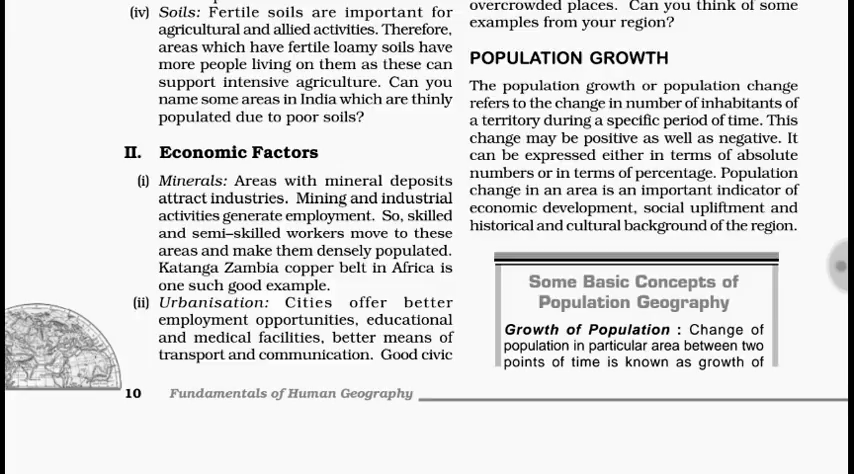 (iv) Soils: Fertile soils are important for
agricultural and allied activities. Therefore,
areas which have fertile loamy soils have
more people living on them as these can
support intensive agriculture. Can you
name some areas in India which are thinly
populated due to poor soils?
II. Economic Factors
(i) Minerals: Areas with mineral deposits
attract industries. Mining and industrial
activities generate employment. So, skilled
and semi–skilled workers move to these
areas and make them densely populated.
Katanga Zambia copper belt in Africa is
one such good example.
(ii) Urbanisation: Cities offer better
employment opportunities, educational
and medical facilities, better means of
transport and communication. Good civic
overcrowded places. Can you think of some
examples from your region?
POPULATION GROWTH
The population growth or population change
refers to the change in number of inhabitants of
a territory during a specific period of time. This
change may be positive as well as negative. It
can be expressed either in terms of absolute
numbers or in terms of percentage. Population
change in an area is an important indicator of
economic development, social upliftment and
historical and cultural background of the region.
Some Basic Concepts of
Population Geography
Growth of Population : Change of
population in particular area between two
points of time is known as growth of
10 Fundamentals of Human Geography